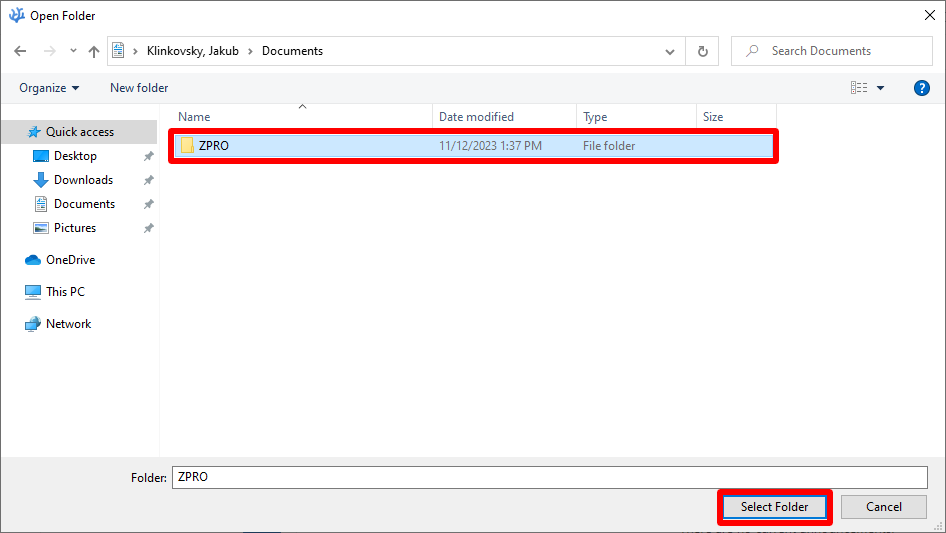 Open Folder
Klinkovsky, Jakub > Documents
Search Documents
Organize
New folder
?
Name Date modified Type Size
Quick access
ZPRO 11/12/2023 1:37 PM File folder
Desktop
Downloads
Documents
Pictures
OneDrive
This PC
Network
Folder: ZPRO
Select Folder Cancel